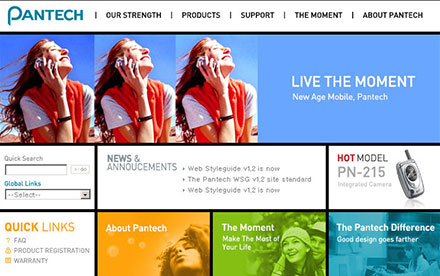 PANTECH
OUR STRENGTH
PRODUCTS
SUPPORT
THE MOMENT
ABOUT PANTECH
LIVE THE MOMENT
New Age Mobile, Pantech
Quick Search
GO
Global Links
--Select--
NEWS &
ANNOUCEMENTS
Web Styleguide v1,2 is now
The Pantech WSG v1,2 site standard
Web Styleguide v1,2 is now
HOT MODEL
PN-215
Integrated Camera
QUICK LINKS
FAQ
PRODUCT REGISTRATION
WARRANTY
About Pantech
The Moment
Make The Most of
Your Life
The Pantech Difference
Good design goes farther